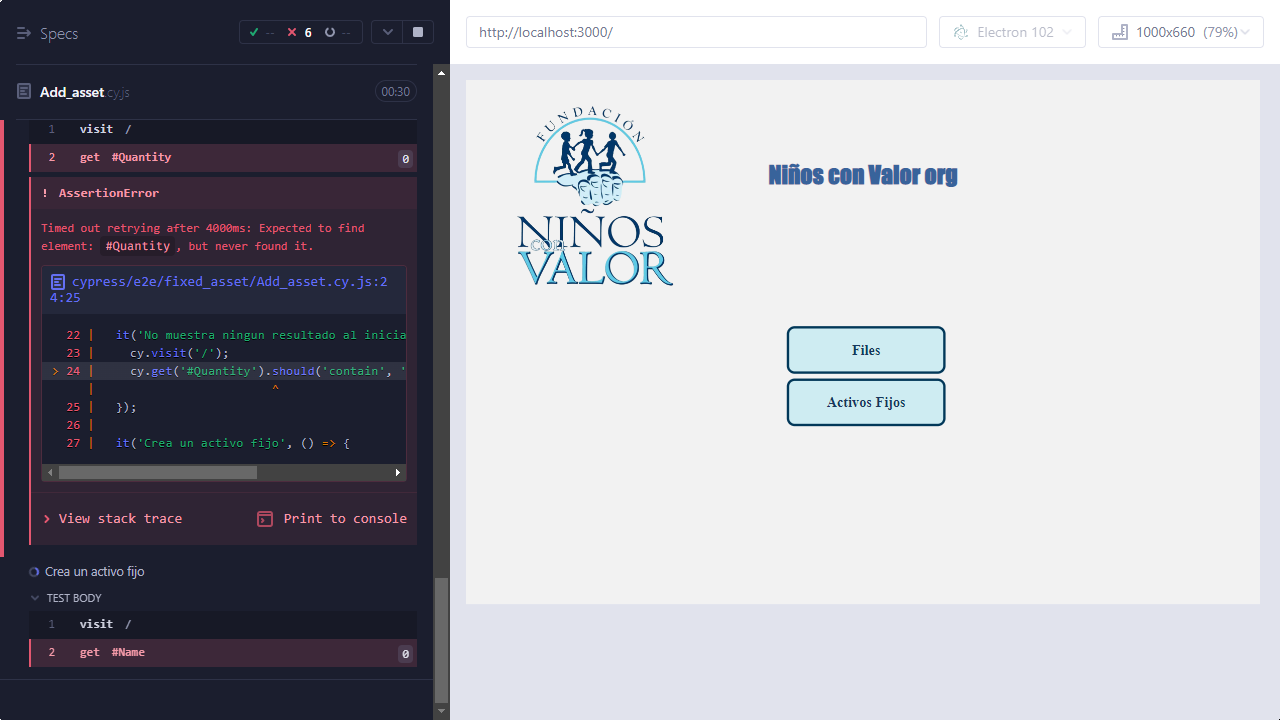 Specs
-- 6 --
Add_asset.cy.js 00:30
1 visit /
2 get #Quantity 0
! AssertionError
Timed out retrying after 4000ms: Expected to find
element: #Quantity, but never found it.
cypress/e2e/fixed_asset/Add_asset.cy.js:2
4:25
22 | it('No muestra ningun resultado al inicia
23 | cy.visit('/');
> 24 | cy.get('#Quantity').should('contain', '
| ^
25 | });
26 |
27 | it('Crea un activo fijo', () => {
View stack trace
Print to console
Crea un activo fijo
TEST BODY
1 visit /
2 get #Name 0
http://localhost:3000/
Electron 102
1000x660 (79%)
FUNDACIÓN
NIÑOS
CON
VALOR
Niños con Valor org
Files
Activos Fijos